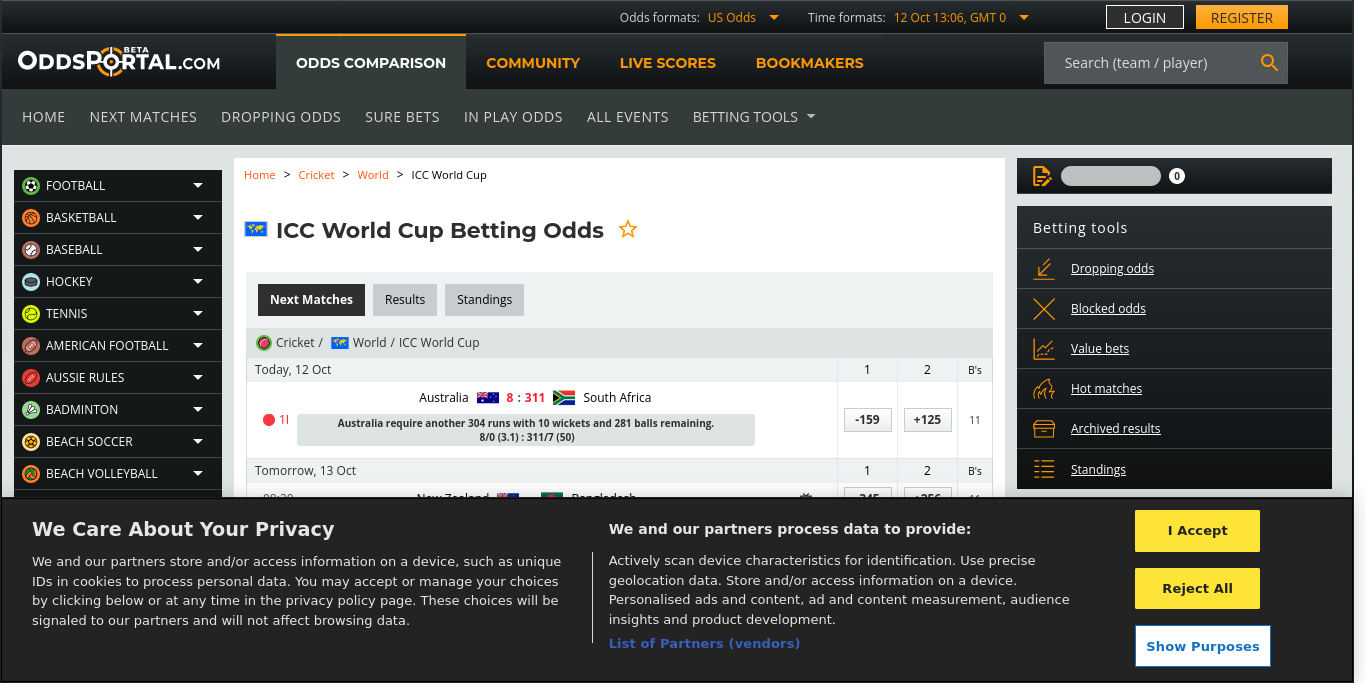 Odds formats: US Odds Time formats: 12 Oct 13:06, GMT 0 LOGIN REGISTER
ODDSPORTAL.COM BETA
ODDS COMPARISON COMMUNITY LIVE SCORES BOOKMAKERS Search (team / player)
HOME NEXT MATCHES DROPPING ODDS SURE BETS IN PLAY ODDS ALL EVENTS BETTING TOOLS
FOOTBALL
BASKETBALL
BASEBALL
HOCKEY
TENNIS
AMERICAN FOOTBALL
AUSSIE RULES
BADMINTON
BEACH SOCCER
BEACH VOLLEYBALL
Home > Cricket > World > ICC World Cup
ICC World Cup Betting Odds
Next Matches Results Standings
Cricket / World / ICC World Cup
Today, 12 Oct 1 2 B's
Australia 8 : 311 South Africa
1I -159 +125 11
Australia require another 304 runs with 10 wickets and 281 balls remaining.
8/0 (3.1) : 311/7 (50)
Tomorrow, 13 Oct 1 2 B's
New Zealand Bangladesh
0
Betting tools
Dropping odds
Blocked odds
Value bets
Hot matches
Archived results
Standings
We Care About Your Privacy
We and our partners store and/or access information on a device, such as unique
IDs in cookies to process personal data. You may accept or manage your choices
by clicking below or at any time in the privacy policy page. These choices will be
signaled to our partners and will not affect browsing data.
We and our partners process data to provide:
Actively scan device characteristics for identification. Use precise
geolocation data. Store and/or access information on a device.
Personalised ads and content, ad and content measurement, audience
insights and product development.
List of Partners (vendors)
I Accept
Reject All
Show Purposes